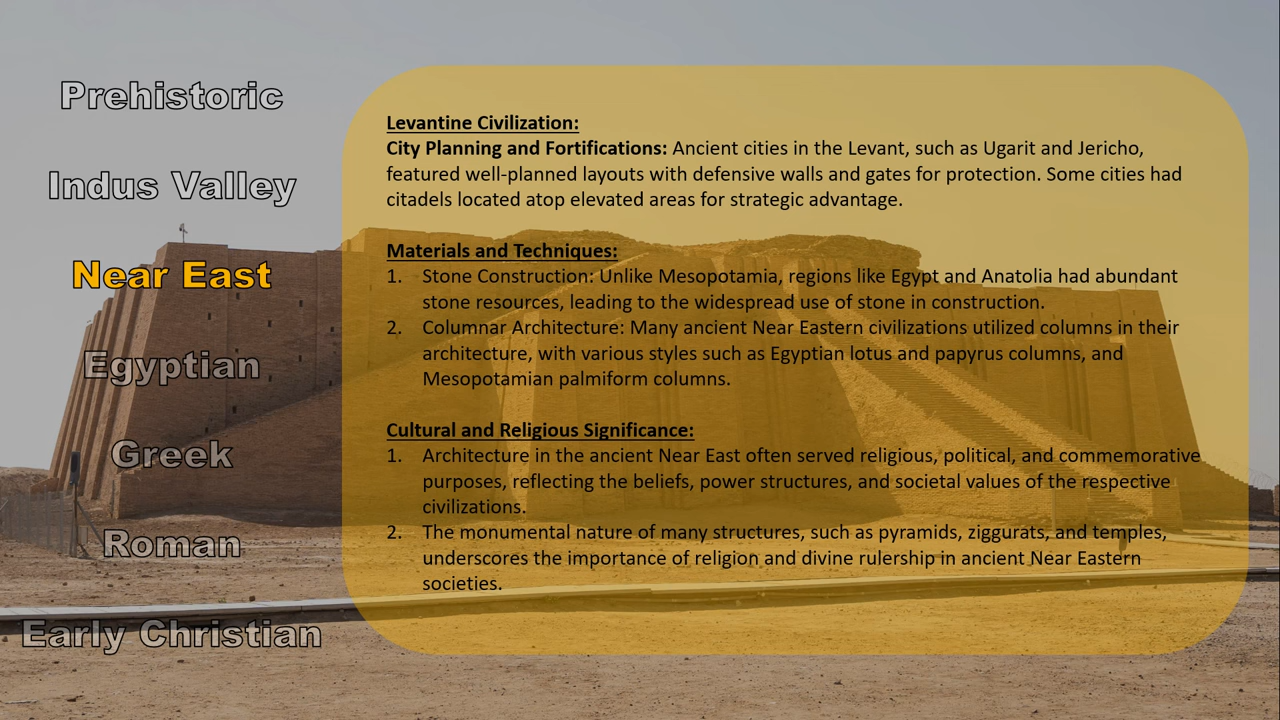 Prehistoric
Indus Valley
Near East
Egyptian
Greek
Roman
Early Christian
Levantine Civilization:
City Planning and Fortifications: Ancient cities in the Levant, such as Ugarit and Jericho,
featured well-planned layouts with defensive walls and gates for protection. Some cities had
citadels located atop elevated areas for strategic advantage.
Materials and Techniques:
1. Stone Construction: Unlike Mesopotamia, regions like Egypt and Anatolia had abundant
stone resources, leading to the widespread use of stone in construction.
2. Columnar Architecture: Many ancient Near Eastern civilizations utilized columns in their
architecture, with various styles such as Egyptian lotus and papyrus columns, and
Mesopotamian palmiform columns.
Cultural and Religious Significance:
1. Architecture in the ancient Near East often served religious, political, and commemorative
purposes, reflecting the beliefs, power structures, and societal values of the respective
civilizations.
2. The monumental nature of many structures, such as pyramids, ziggurats, and temples,
underscores the importance of religion and divine rulership in ancient Near Eastern
societies.